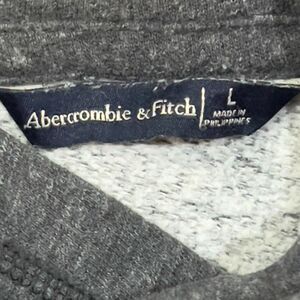 Abercrombie & Fitch
L
MADE IN
PHILIPPINES